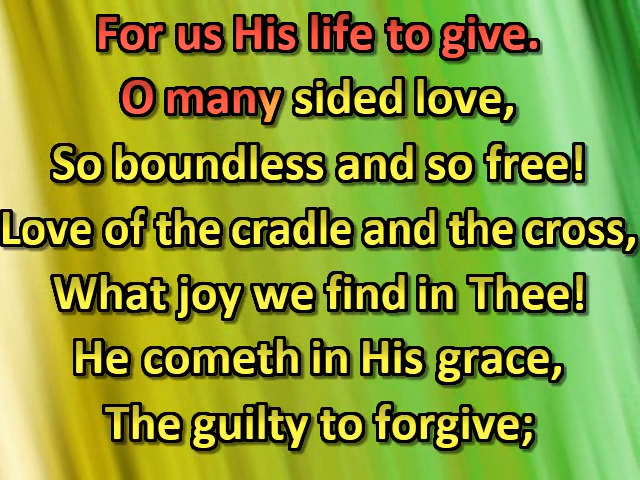 For us His life to give.
O many sided love,
So boundless and so free!
Love of the cradle and the cross,
What joy we find in Thee!
He cometh in His grace,
The guilty to forgive;